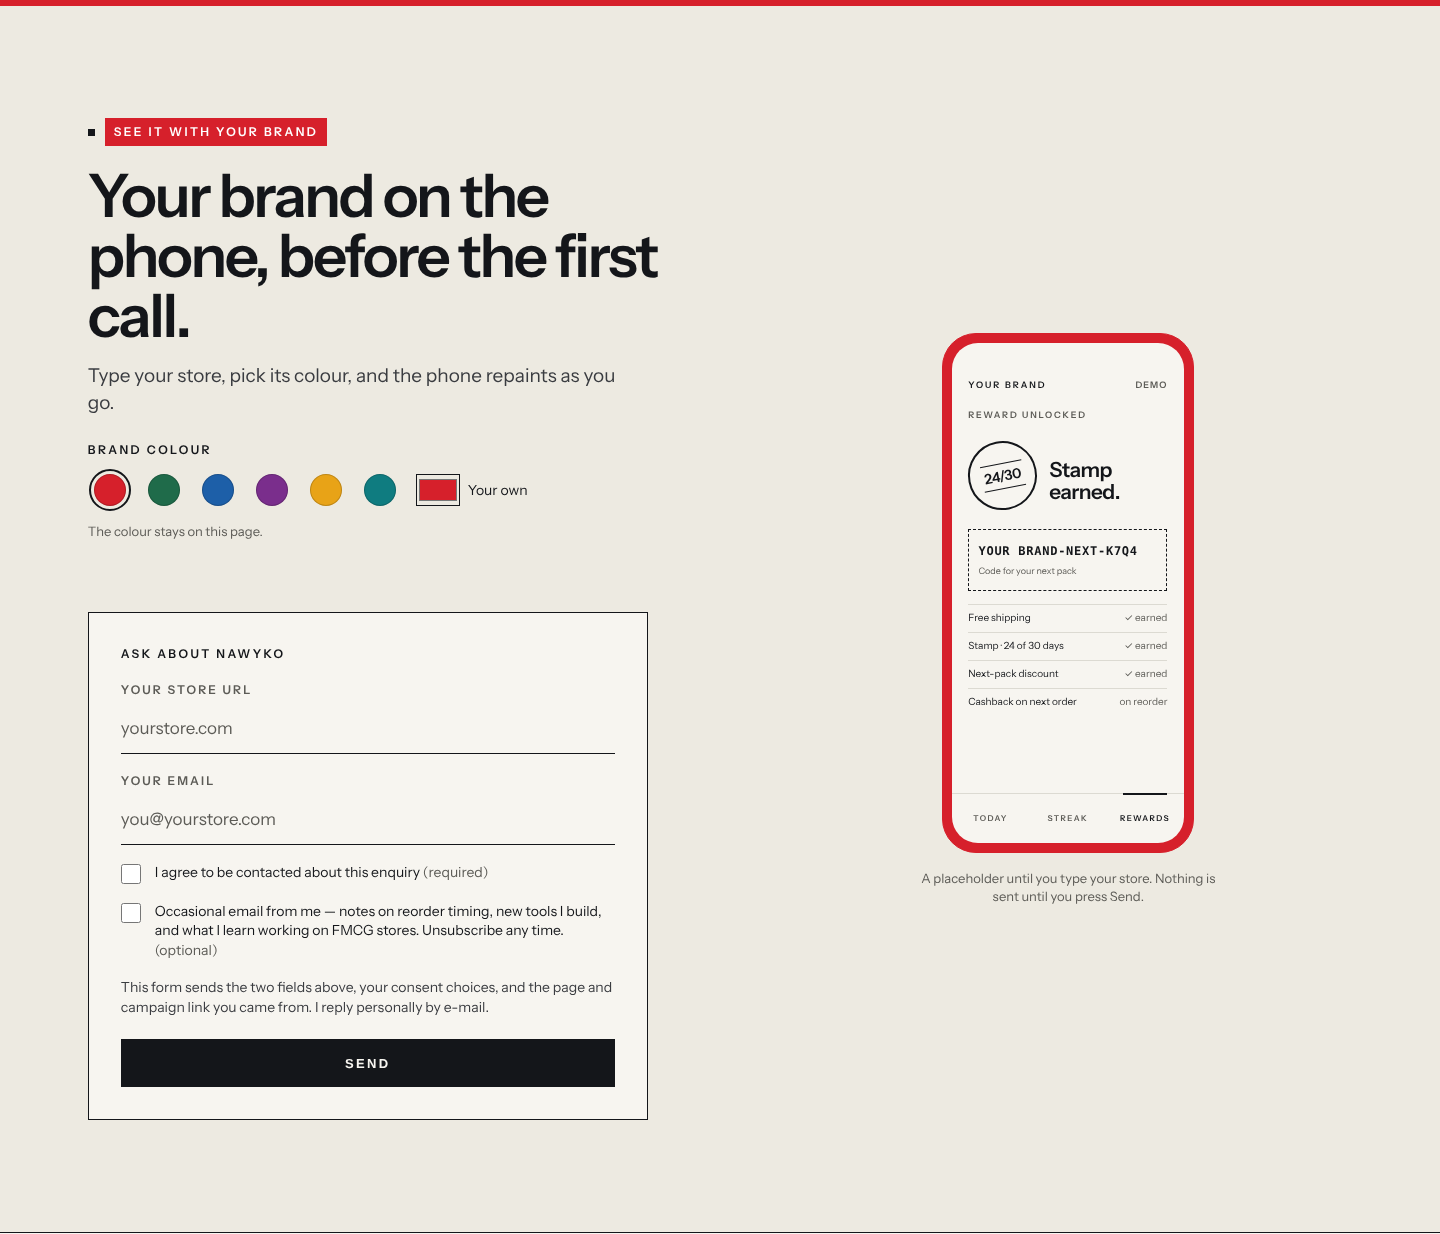 SEE IT WITH YOUR BRAND
Your brand on the
phone, before the first
call.
Type your store, pick its colour, and the phone repaints as you
go.
BRAND COLOUR
Your own
The colour stays on this page.
ASK ABOUT NAWYKO
YOUR STORE URL
yourstore.com
YOUR EMAIL
you@yourstore.com
I agree to be contacted about this enquiry (required)
Occasional email from me — notes on reorder timing, new tools I build,
and what I learn working on FMCG stores. Unsubscribe any time.
(optional)
This form sends the two fields above, your consent choices, and the page and
campaign link you came from. I reply personally by e-mail.
SEND
YOUR BRAND DEMO
REWARD UNLOCKED
24/30
Stamp
earned.
YOUR BRAND-NEXT-K7Q4
Code for your next pack
Free shipping ✓ earned
Stamp · 24 of 30 days ✓ earned
Next-pack discount ✓ earned
Cashback on next order on reorder
TODAY STREAK REWARDS
A placeholder until you type your store. Nothing is
sent until you press Send.